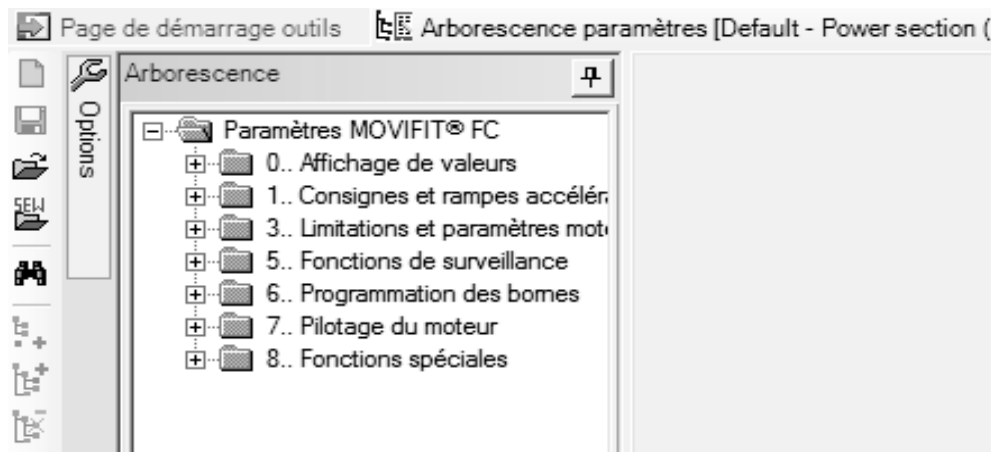 Page de démarrage outils
Arborescence paramètres [Default - Power section (
Options
SEW
Arborescence
Paramètres MOVIFIT® FC
0.. Affichage de valeurs
1.. Consignes et rampes accélér
3.. Limitations et paramètres mot
5.. Fonctions de surveillance
6.. Programmation des bornes
7.. Pilotage du moteur
8.. Fonctions spéciales